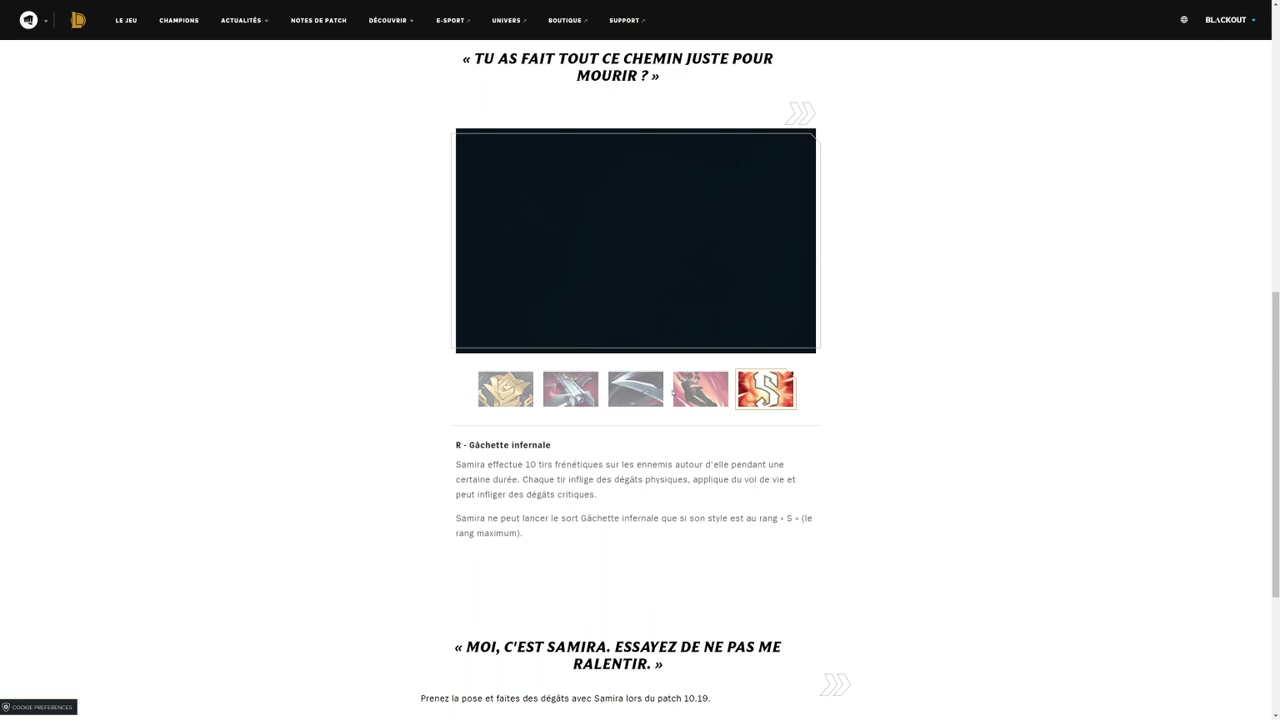 LE JEU CHAMPIONS ACTUALITÉS NOTES DE PATCH DÉCOUVRIR E-SPORT UNIVERS BOUTIQUE SUPPORT BLACKOUT
« TU AS FAIT TOUT CE CHEMIN JUSTE POUR
MOURIR ? »
S
R - Gâchette infernale
Samira effectue 10 tirs frénétiques sur les ennemis autour d'elle pendant une
certaine durée. Chaque tir inflige des dégâts physiques, applique du vol de vie et
peut infliger des dégâts critiques.
Samira ne peut lancer le sort Gâchette infernale que si son style est au rang « S » (le
rang maximum).
« MOI, C'EST SAMIRA. ESSAYEZ DE NE PAS ME
RALENTIR. »
Prenez la pose et faites des dégâts avec Samira lors du patch 10.19.
COOKIE PREFERENCES